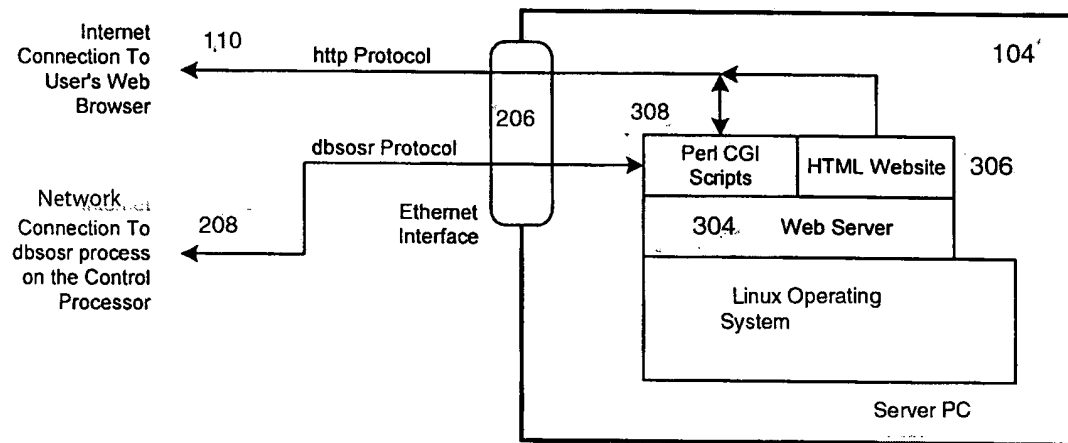 Internet
Connection To
User's Web
Browser
110
http Protocol
104
206
308
dbsosr Protocol
Perl CGI
Scripts
HTML Website
306
Network
Connection To
dbsosr process
on the Control
Processor
208
Ethernet
Interface
304
Web Server
Linux Operating
System
Server PC